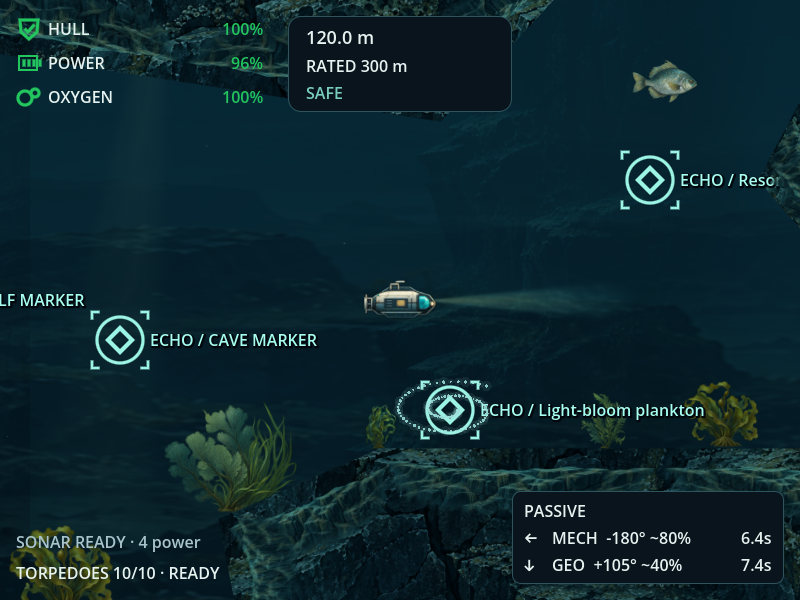 HULL 100%
POWER 96%
OXYGEN 100%
120.0 m
RATED 300 m
SAFE
ECHO / Reso
LF MARKER
ECHO / CAVE MARKER
ECHO / Light-bloom plankton
SONAR READY · 4 power
TORPEDOES 10/10 · READY
PASSIVE
← MECH -180° ~80% 6.4s
↓ GEO +105° ~40% 7.4s